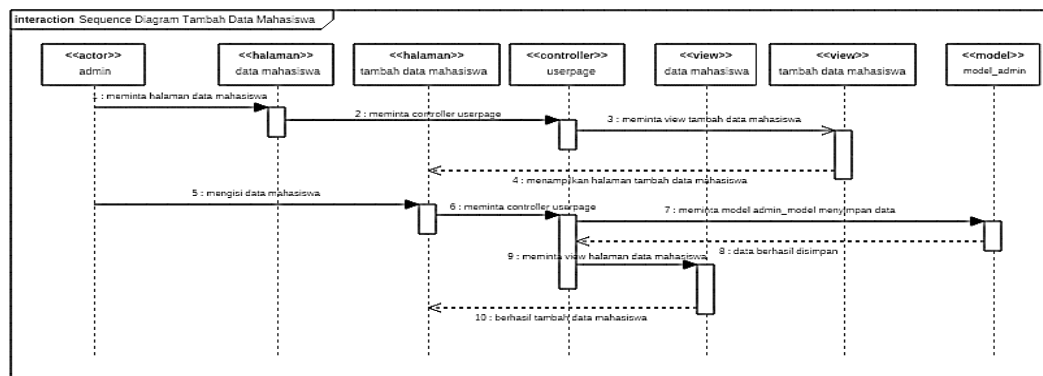 interaction Sequence Diagram Tambah Data Mahasiswa
<<actor>>
admin
<<halaman>>
data mahasiswa
<<halaman>>
tambah data mahasiswa
<<controller>>
userpage
<<view>>
data mahasiswa
<<view>>
tambah data mahasiswa
<<model>>
model_admin
1 : meminta halaman data mahasiswa
2 : meminta controller userpage
3 : meminta view tambah data mahasiswa
4 : menampilkan halaman tambah data mahasiswa
5 : mengisi data mahasiswa
6 : meminta controller userpage
7 : meminta model admin_model menyimpan data
8 : data berhasil disimpan
9 : meminta view halaman data mahasiswa
10 : berhasil tambah data mahasiswa